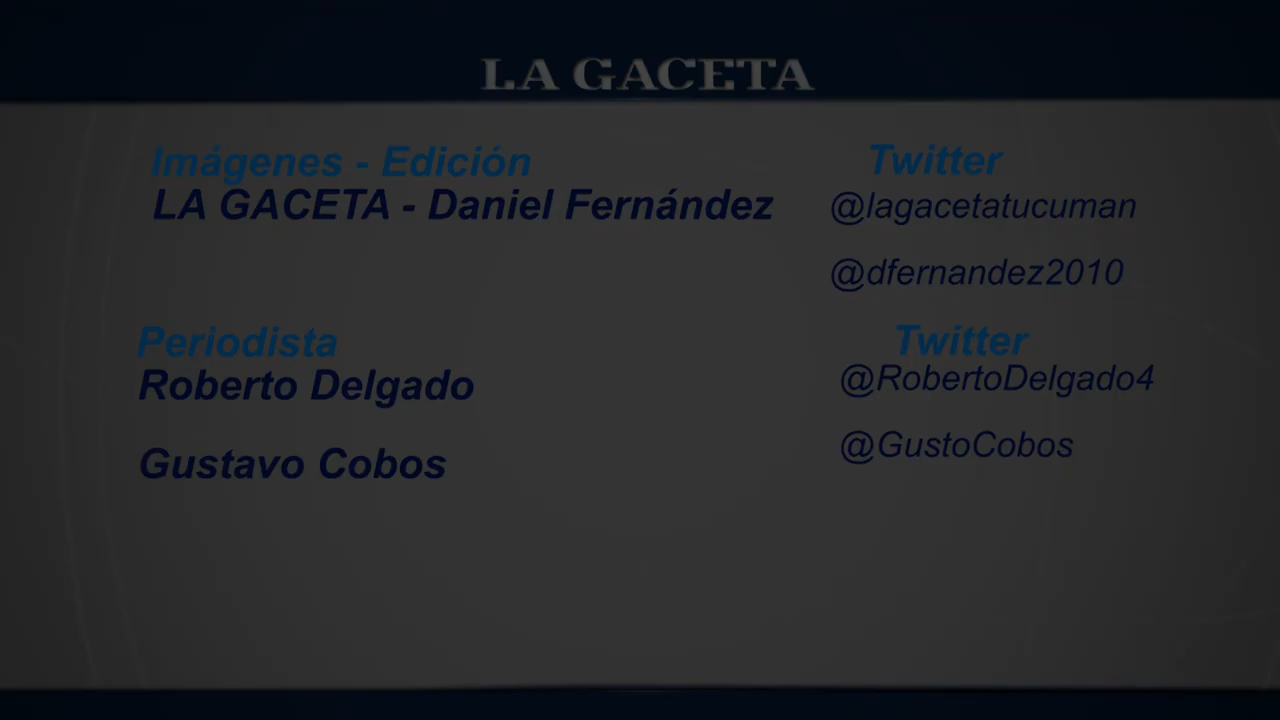 LA GACETA
Imágenes - Edición
LA GACETA - Daniel Fernández
Twitter
@lagacetatucuman
@dfernandez2010
Periodista
Roberto Delgado
Gustavo Cobos
Twitter
@RobertoDelgado4
@GustoCobos